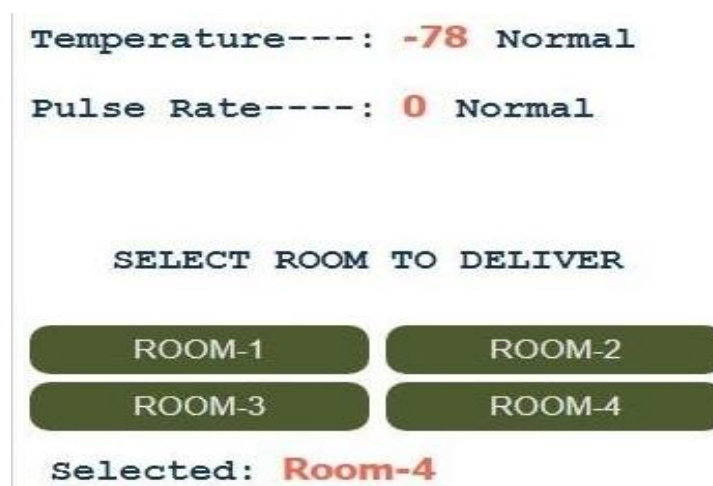 Temperature---: -78 Normal
Pulse Rate----: 0 Normal
SELECT ROOM TO DELIVER
ROOM-1 ROOM-2
ROOM-3 ROOM-4
Selected: Room-4